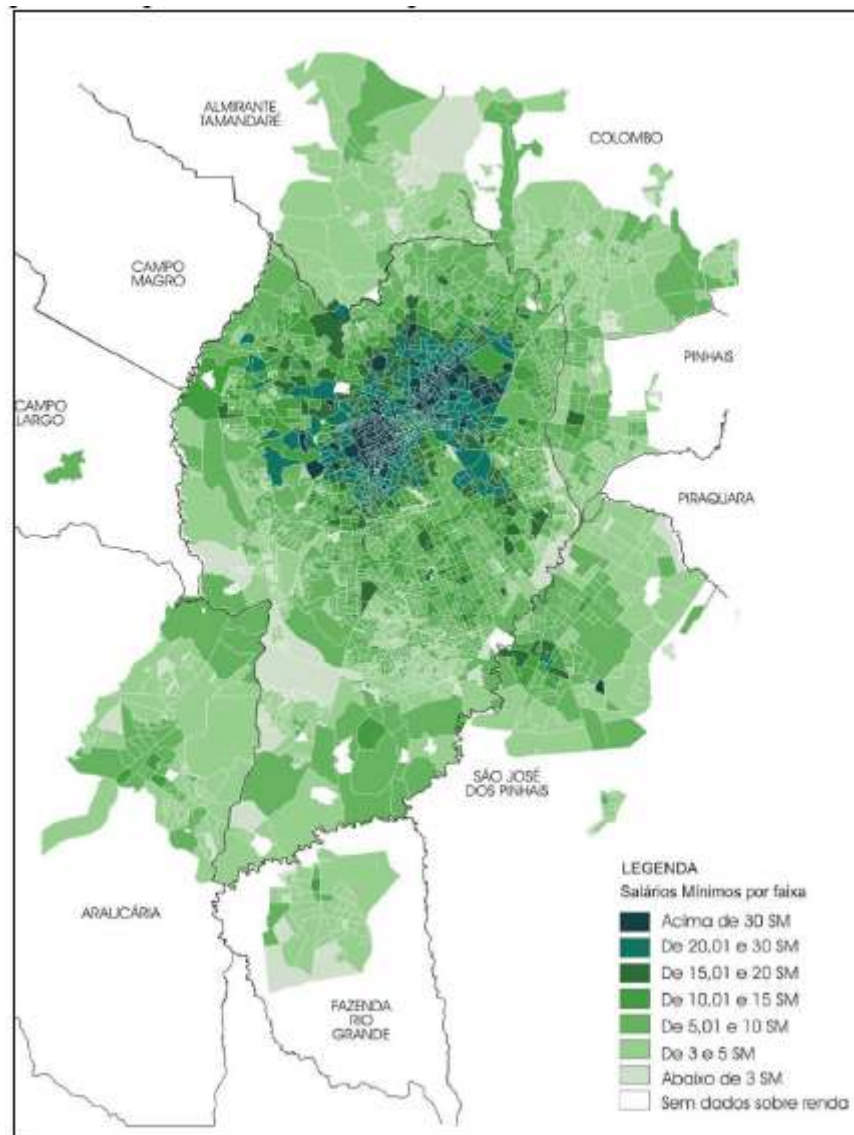 ALMIRANTE
TAMANDARÉ
COLOMBO
CAMPO
MAGRO
PINHAIS
CAMPO
LARGO
PIRAQUARA
SÃO JOSÉ
DOS PINHAIS
ARAUCÁRIA
FAZENDA
RIO
GRANDE
LEGENDA
Salários Mínimos por faixa
Acima de 30 SM
De 20,01 e 30 SM
De 15,01 e 20 SM
De 10,01 e 15 SM
De 5,01 e 10 SM
De 3 e 5 SM
Abaixo de 3 SM
Sem dados sobre renda